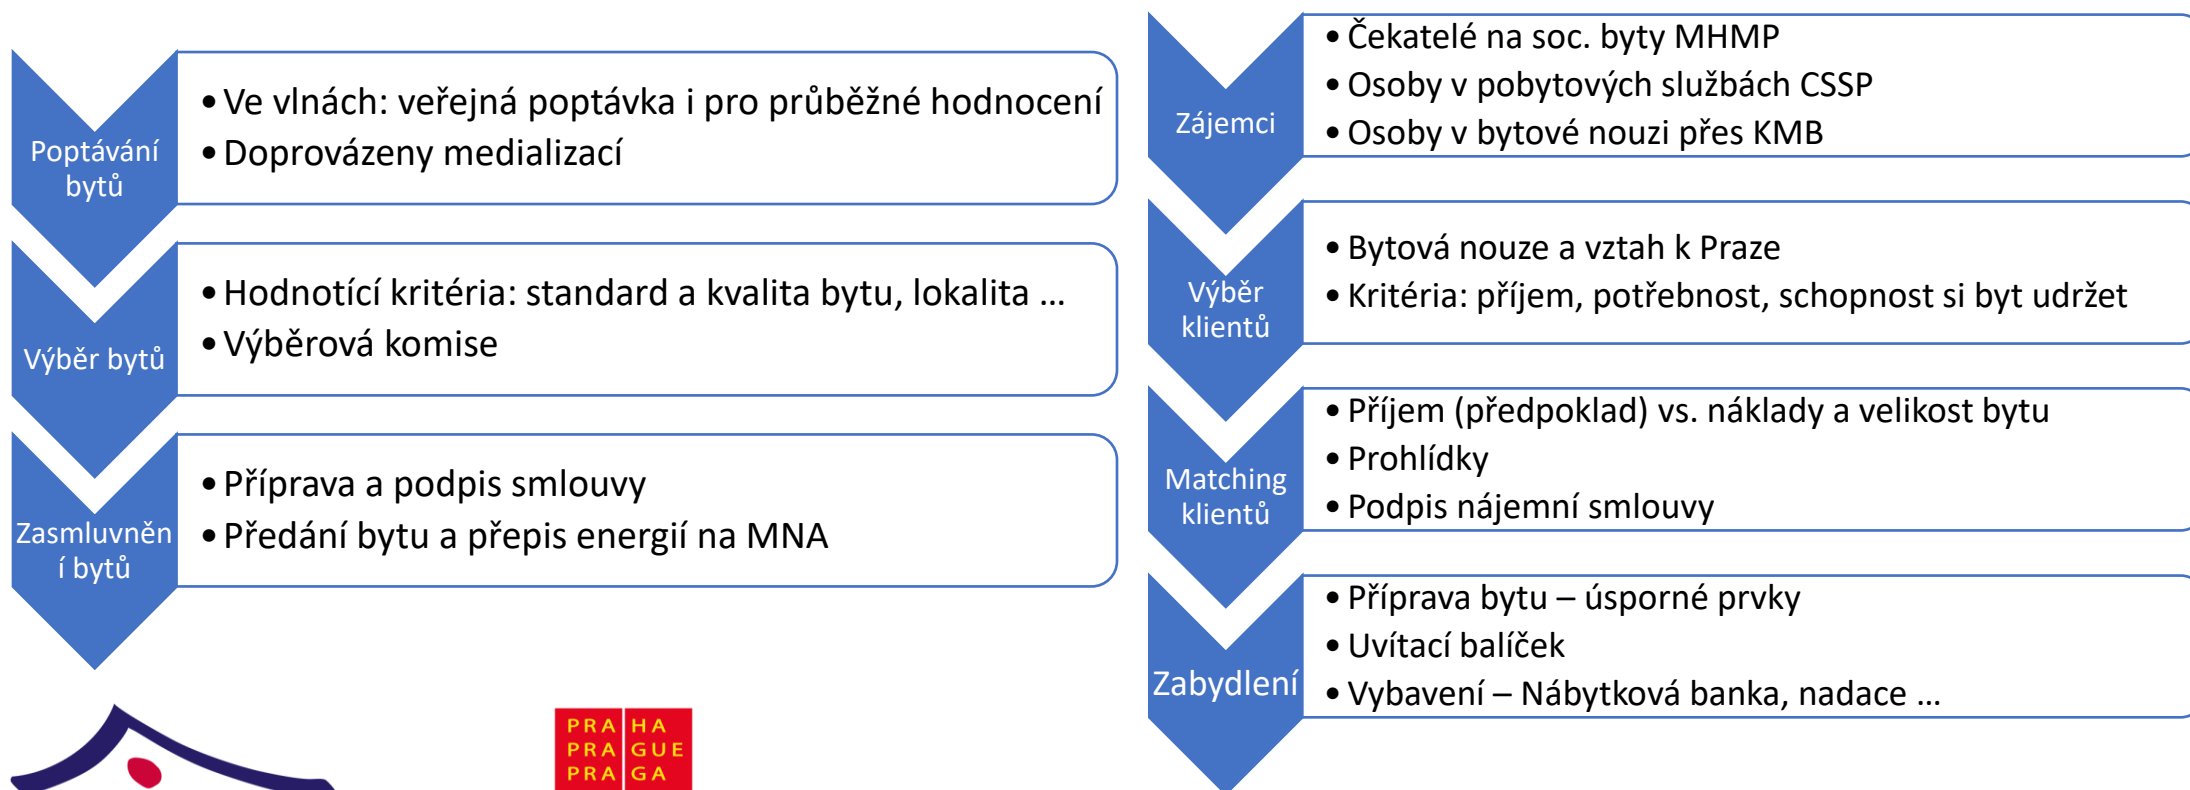 Poptávání
bytů
• Ve vlnách: veřejná poptávka i pro průběžné hodnocení
• Doprovázeny medializací
Výběr bytů
• Hodnotící kritéria: standard a kvalita bytu, lokalita ...
• Výběrová komise
Zasmluvněn
í bytů
• Příprava a podpis smlouvy
• Předání bytu a přepis energií na MNA
Zájemci
• Čekatelé na soc. byty MHMP
• Osoby v pobytových službách CSSP
• Osoby v bytové nouzi přes KMB
Výběr
klientů
• Bytová nouze a vztah k Praze
• Kritéria: příjem, potřebnost, schopnost si byt udržet
Matching
klientů
• Příjem (předpoklad) vs. náklady a velikost bytu
• Prohlídky
• Podpis nájemní smlouvy
Zabydlení
• Příprava bytu – úsporné prvky
• Uvítací balíček
• Vybavení – Nábytková banka, nadace ...
PRA HA
PRA GUE
PRA GA